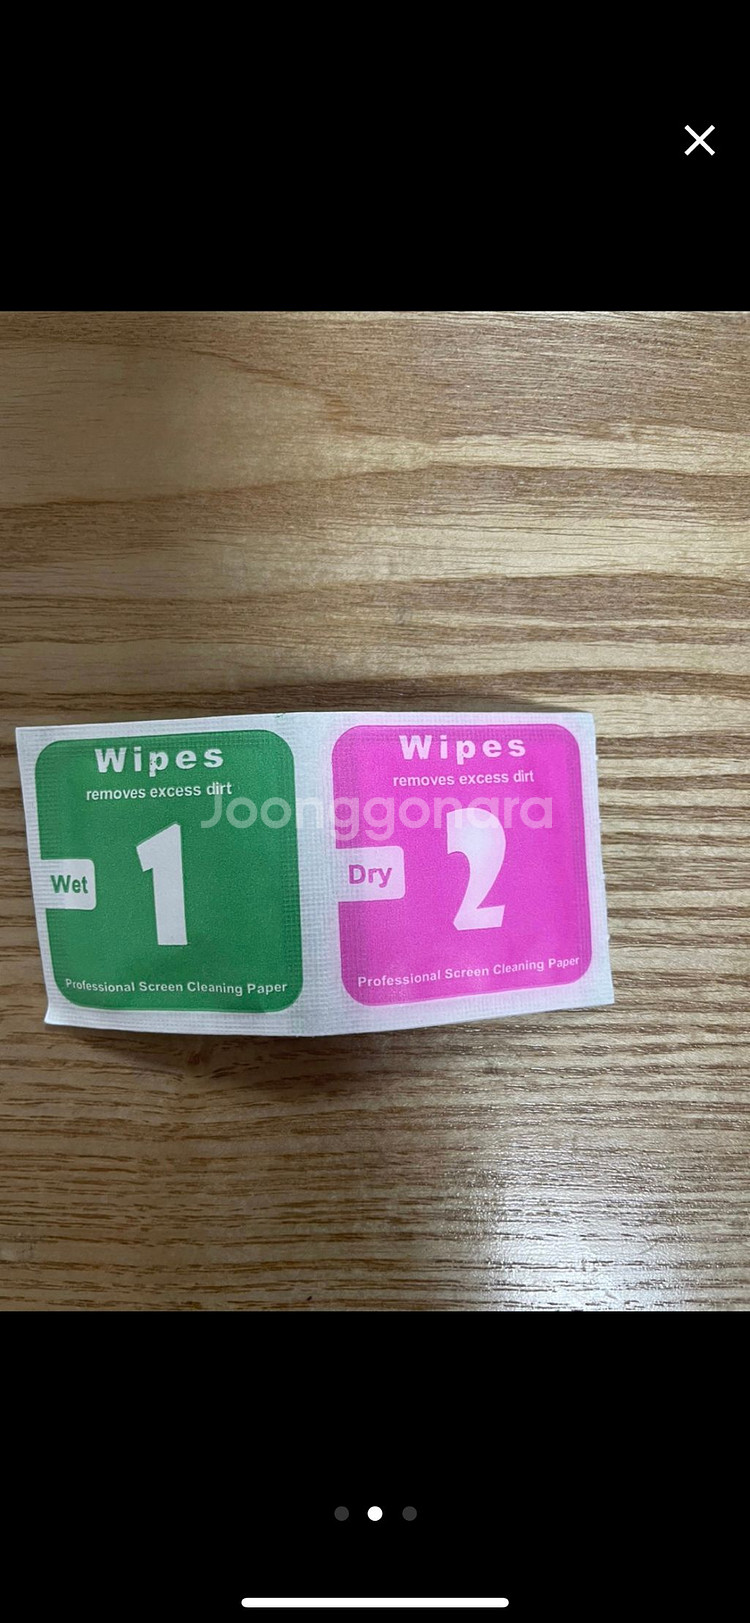 Wipes
removes excess dirt
1
Wet
Professional Screen Cleaning Paper
Wipes
removes excess dirt
2
Dry
Professional Screen Cleaning Paper
Joonggonara